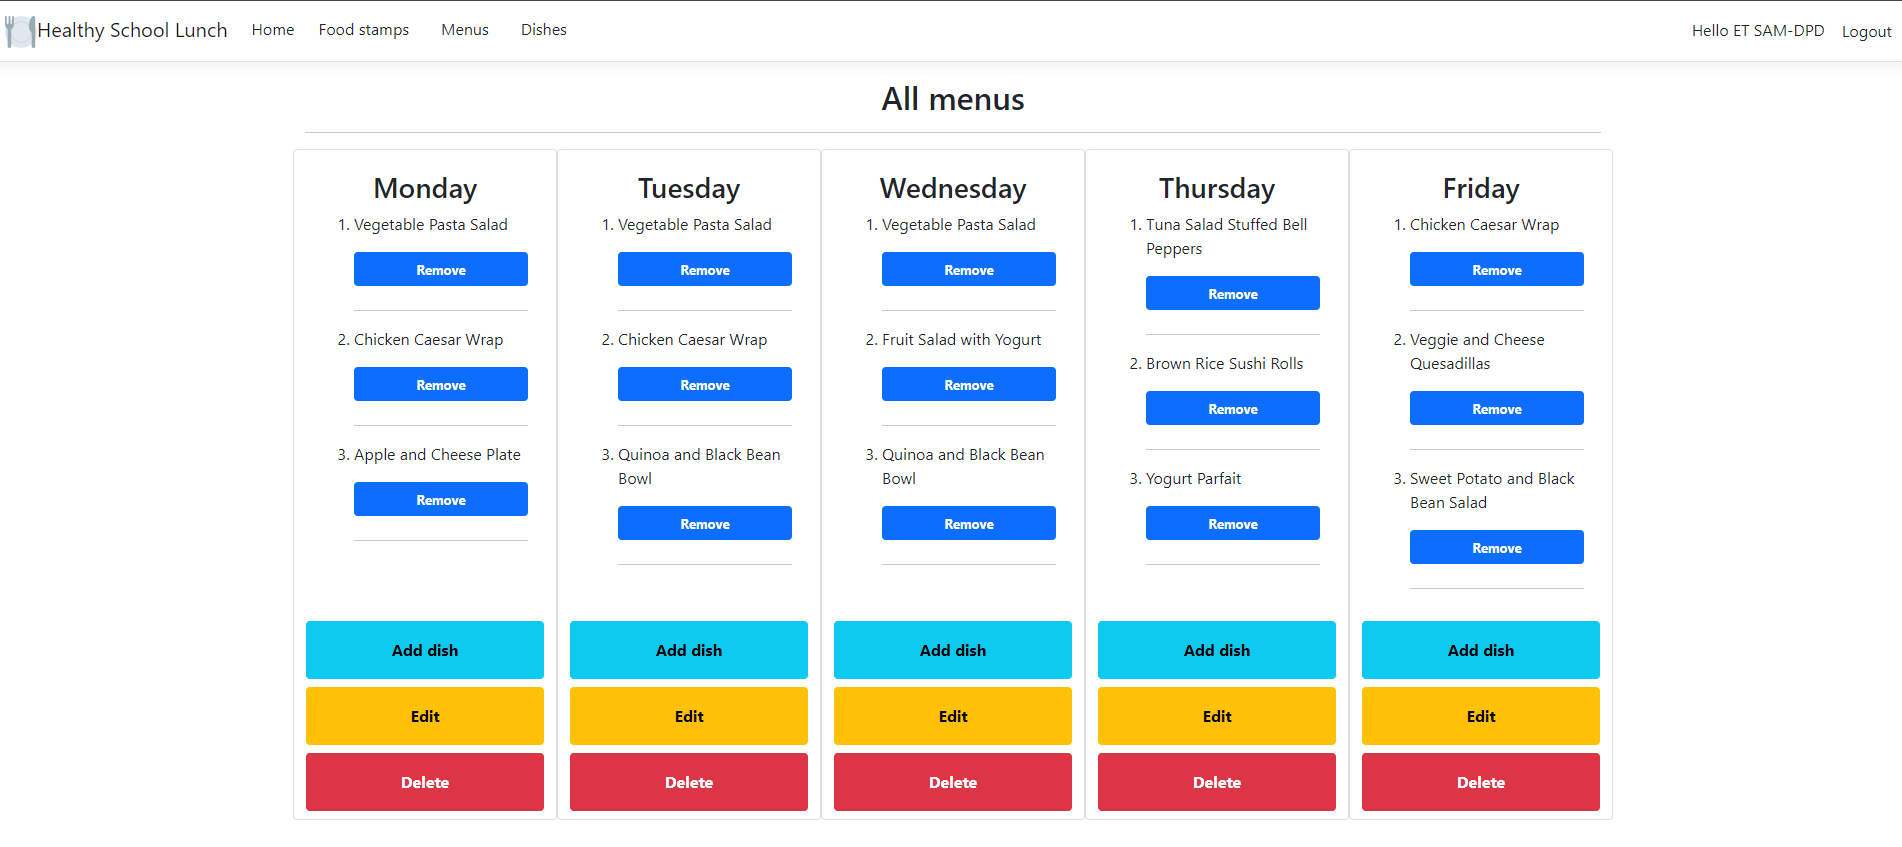 Healthy School Lunch Home Food stamps Menus Dishes Hello ET SAM-DPD Logout
All menus
Monday
1. Vegetable Pasta Salad
Remove
2. Chicken Caesar Wrap
Remove
3. Apple and Cheese Plate
Remove
Add dish
Edit
Delete
Tuesday
1. Vegetable Pasta Salad
Remove
2. Chicken Caesar Wrap
Remove
3. Quinoa and Black Bean
Bowl
Remove
Add dish
Edit
Delete
Wednesday
1. Vegetable Pasta Salad
Remove
2. Fruit Salad with Yogurt
Remove
3. Quinoa and Black Bean
Bowl
Remove
Add dish
Edit
Delete
Thursday
1. Tuna Salad Stuffed Bell
Peppers
Remove
2. Brown Rice Sushi Rolls
Remove
3. Yogurt Parfait
Remove
Add dish
Edit
Delete
Friday
1. Chicken Caesar Wrap
Remove
2. Veggie and Cheese
Quesadillas
Remove
3. Sweet Potato and Black
Bean Salad
Remove
Add dish
Edit
Delete